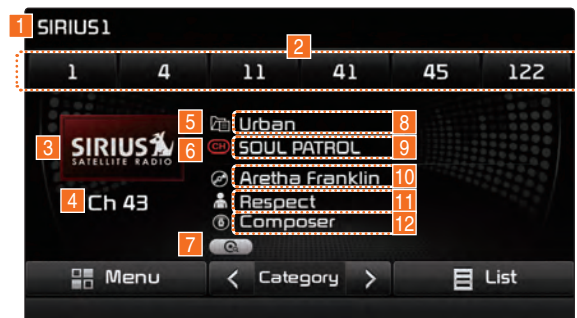 1 SIRIUS1
2
1 4 11 41 45 122
5 Urban 8
3 SIRIUS
SATELLITE RADIO
6 CH SOUL PATROL 9
Aretha Franklin 10
4 Ch 43
Respect 11
Composer 12
7
Menu < Category > List